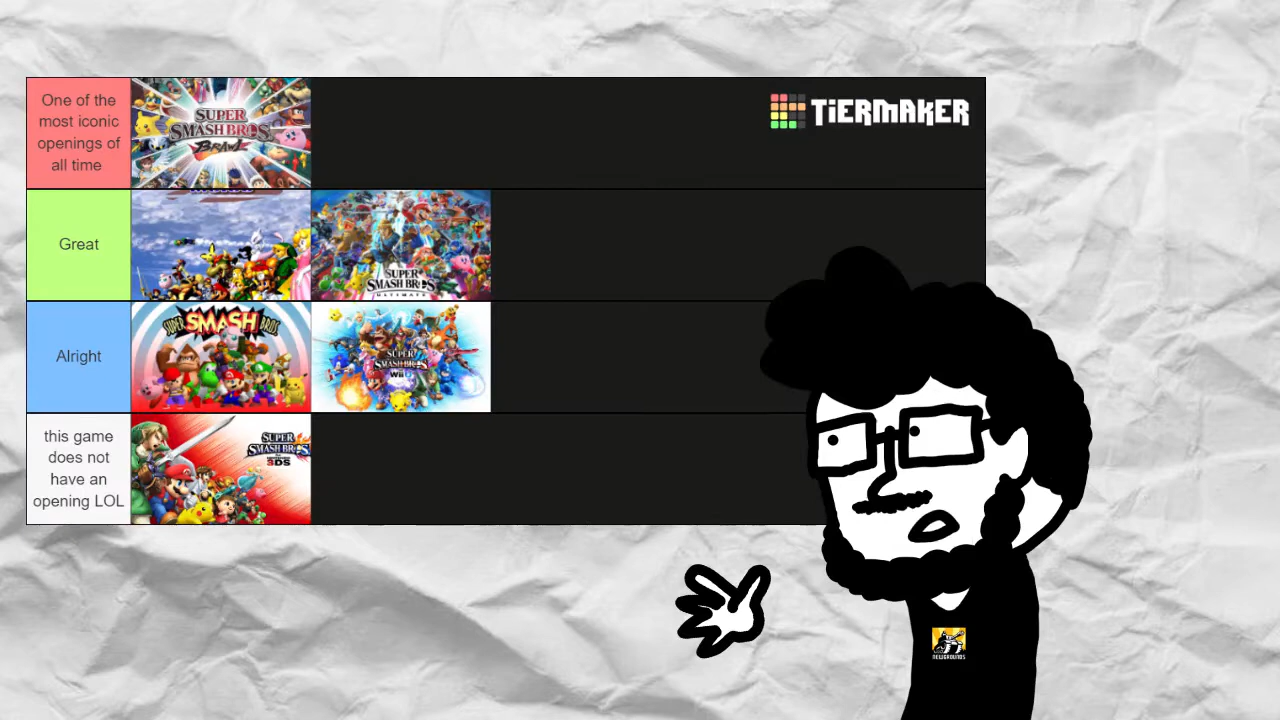 One of the
most iconic
openings of
all time
SUPER
SMASH BROS.
BRAWL
TIERMAKER
Great
SUPER
SMASH BROS
ULTIMATE
Alright
SUPER SMASH BROS
SUPER
SMASH BROS
Wii U
this game
does not
have an
opening LOL
SUPER
SMASH BROS
3DS
NEWGROUNDS